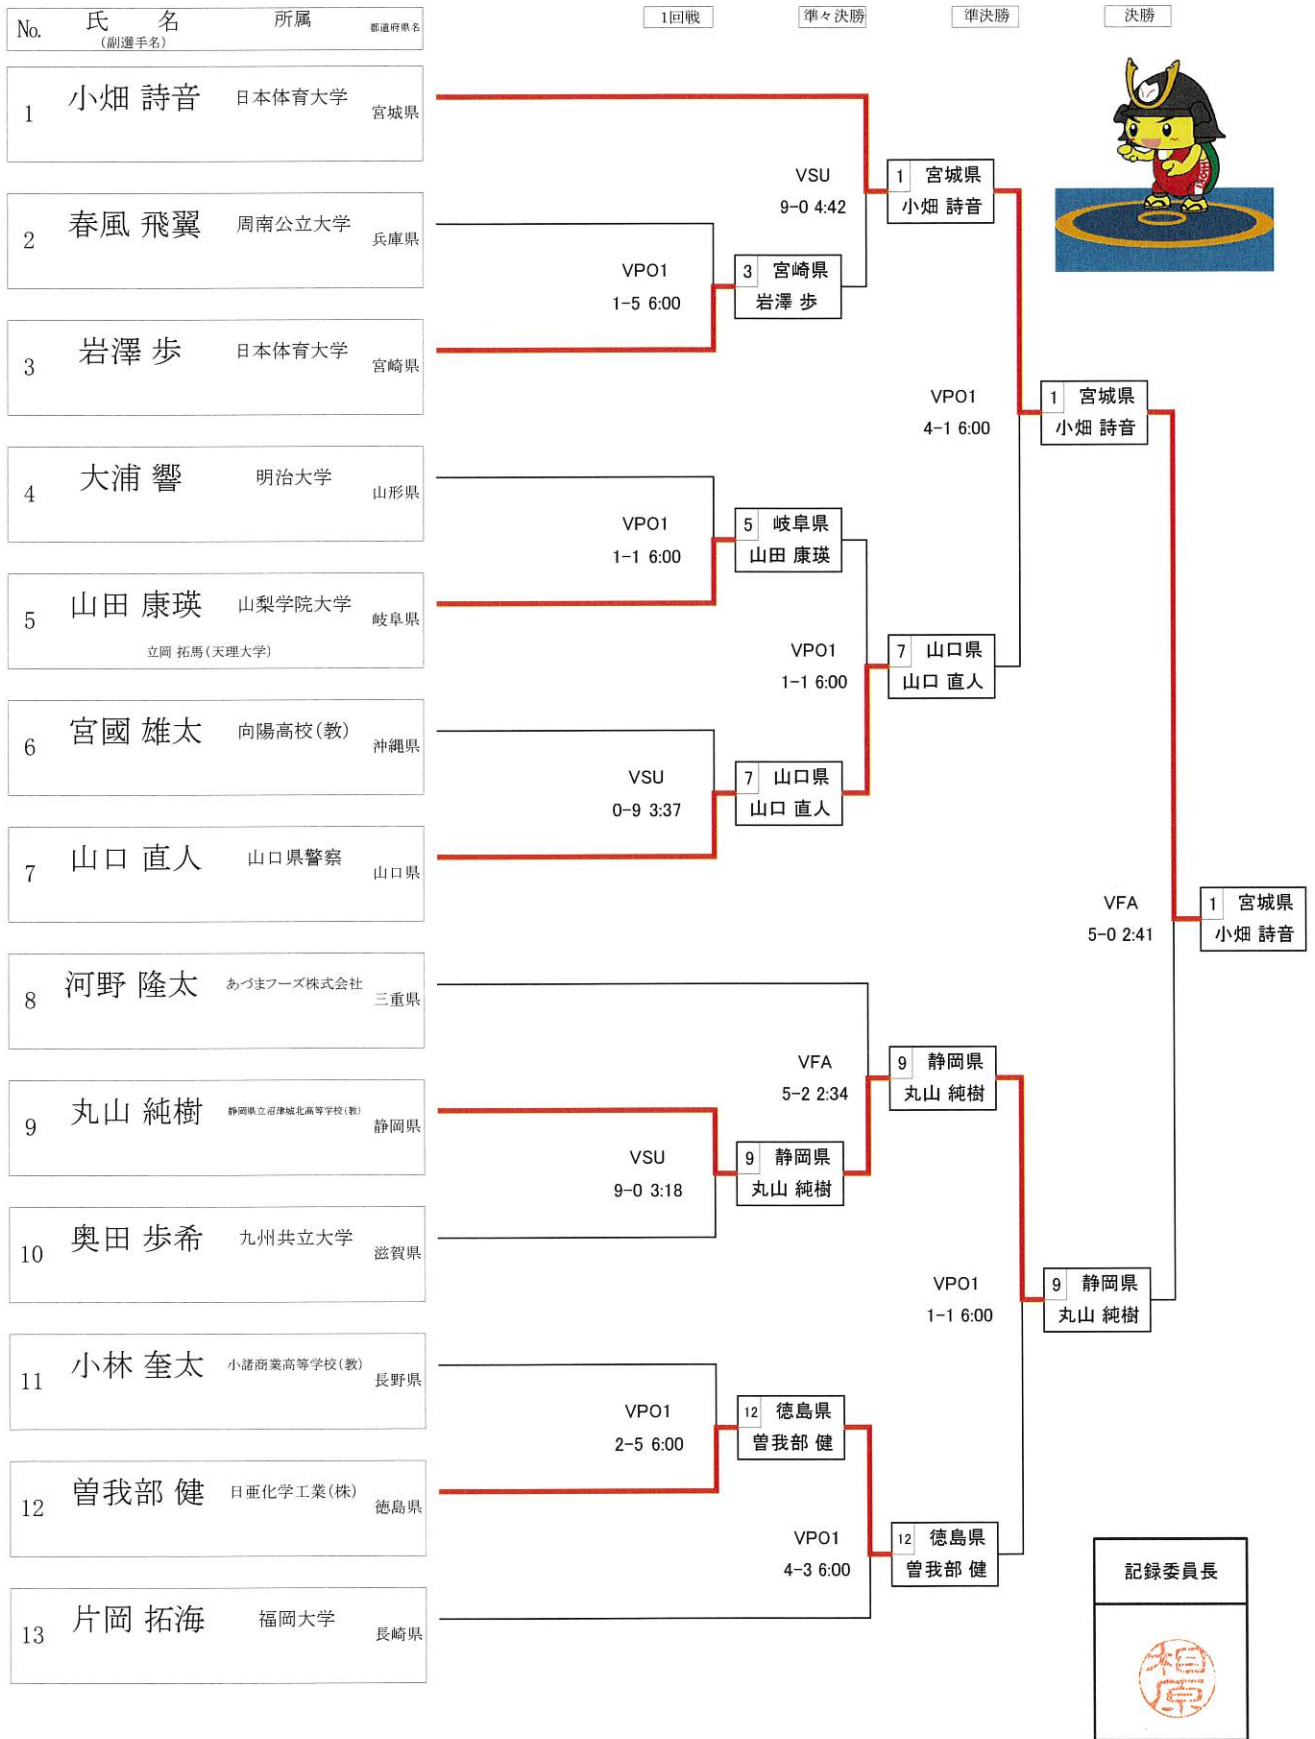 No. 氏 名 所属 都道府県名
(副選手名)
1回戦 準々決勝 準決勝 決勝
1 小畑 詩音 日本体育大学 宮城県
2 春風 飛翼 周南公立大学 兵庫県
3 岩澤 歩 日本体育大学 宮崎県
4 大浦 響 明治大学 山形県
5 山田 康瑛 山梨学院大学 岐阜県
立岡 拓馬(天理大学)
6 宮國 雄太 向陽高校(教) 沖縄県
7 山口 直人 山口県警察 山口県
8 河野 隆太 あづまフーズ株式会社 三重県
9 丸山 純樹 静岡県立沼津城北高等学校(教) 静岡県
10 奥田 歩希 九州共立大学 滋賀県
11 小林 奎太 小諸商業高等学校(教) 長野県
12 曽我部 健 日亜化学工業(株) 徳島県
13 片岡 拓海 福岡大学 長崎県
VPO1
1-5 6:00
3 宮崎県
岩澤 歩
VPO1
1-1 6:00
5 岐阜県
山田 康瑛
VSU
0-9 3:37
7 山口県
山口 直人
VSU
9-0 3:18
9 静岡県
丸山 純樹
VPO1
2-5 6:00
12 徳島県
曽我部 健
VSU
9-0 4:42
1 宮城県
小畑 詩音
VPO1
1-1 6:00
7 山口県
山口 直人
VFA
5-2 2:34
9 静岡県
丸山 純樹
VPO1
4-3 6:00
12 徳島県
曽我部 健
VPO1
4-1 6:00
1 宮城県
小畑 詩音
VPO1
1-1 6:00
9 静岡県
丸山 純樹
VFA
5-0 2:41
1 宮城県
小畑 詩音
記録委員長
相原